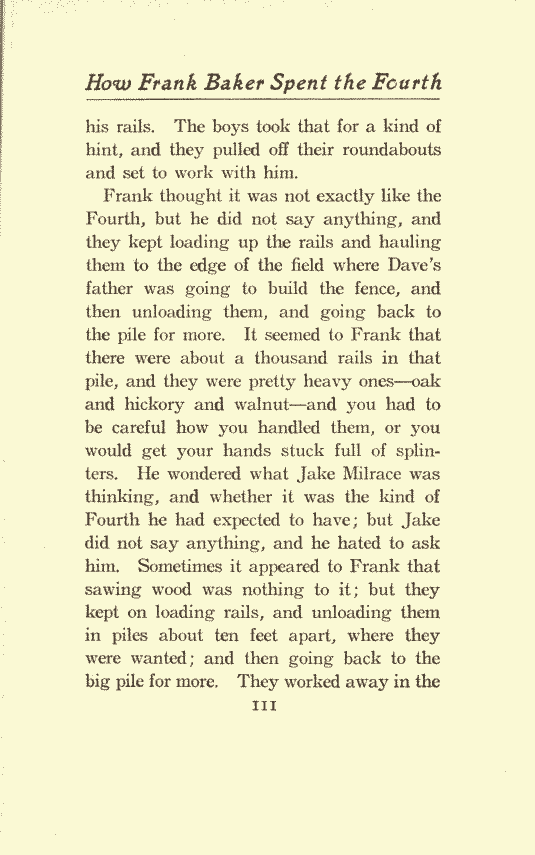 How Frank Baker Spent the Fourth
his rails. The boys took that for a kind of
hint, and they pulled off their roundabouts
and set to work with him.
Frank thought it was not exactly like the
Fourth, but he did not say anything, and
they kept loading up the rails and hauling
them to the edge of the field where Dave's
father was going to build the fence, and
then unloading them, and going back to
the pile for more. It seemed to Frank that
there were about a thousand rails in that
pile, and they were pretty heavy ones—oak
and hickory and walnut—and you had to
be careful how you handled them, or you
would get your hands stuck full of splin-
ters. He wondered what Jake Milrace was
thinking, and whether it was the kind of
Fourth he had expected to have; but Jake
did not say anything, and he hated to ask
him. Sometimes it appeared to Frank that
sawing wood was nothing to it; but they
kept on loading rails, and unloading them
in piles about ten feet apart, where they
were wanted; and then going back to the
big pile for more. They worked away in the
111